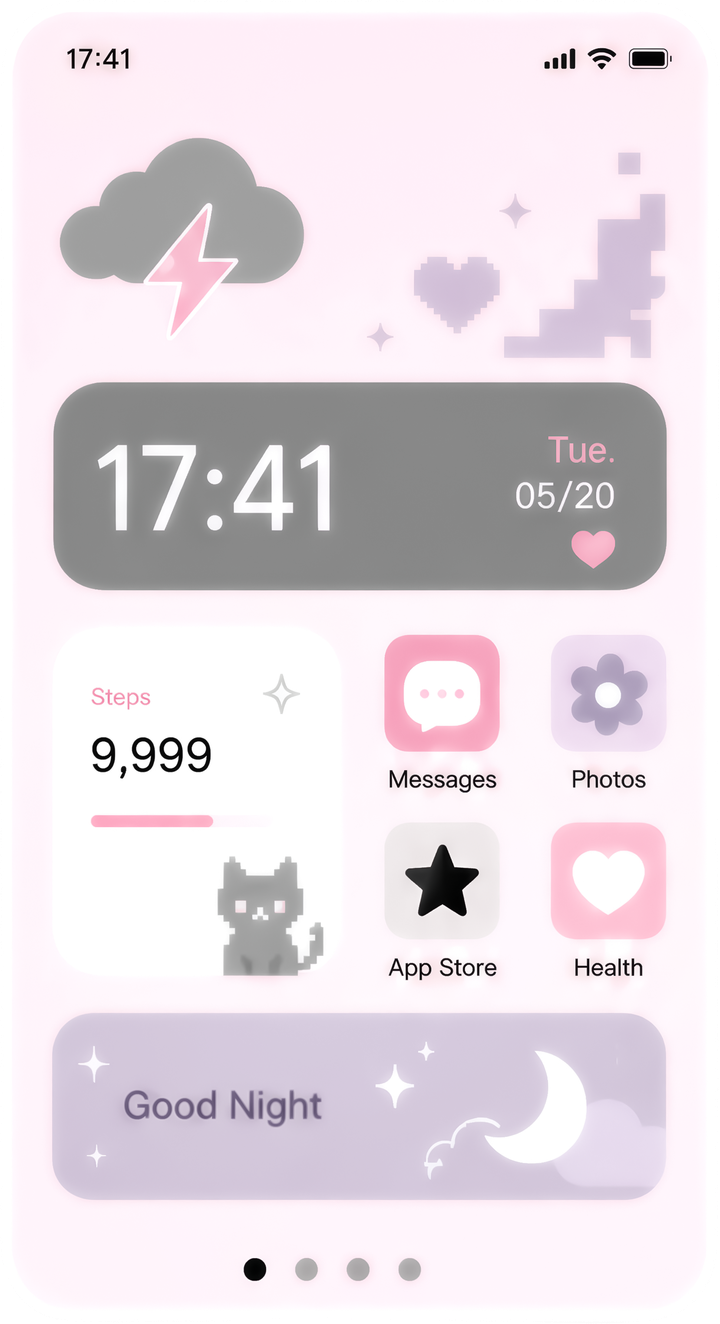 17:41
17:41
Tue.
05/20
Steps
9,999
Messages
Photos
App Store
Health
Good Night